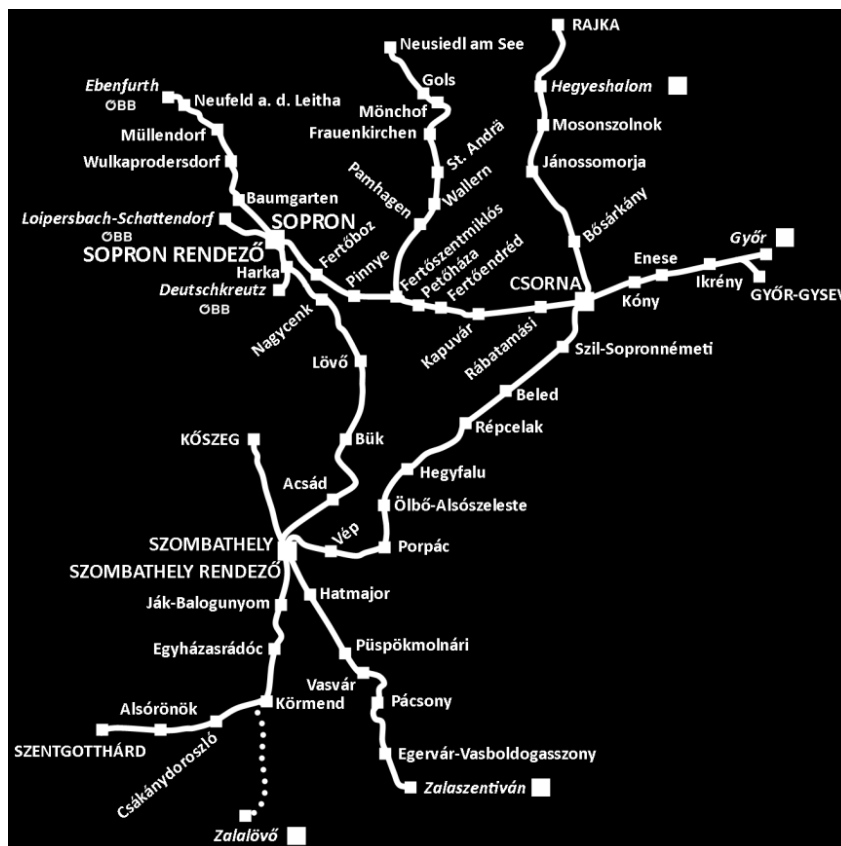 RAJKA
Neusiedl am See
Ebenfurth
ÖBB
Neufeld a. d. Leitha
Gols
Hegyeshalom
Mönchof
Müllendorf
Frauenkirchen
Mosonszolnok
Wulkaprodersdorf
St. Andrä
Jánossomorja
Pamhagen
Wallern
Baumgarten
Loipersbach-Schattendorf
ÖBB
SOPRON
SOPRON RENDEZŐ
Fertőboz
Fertőszentmiklós
Bősárkány
Győr
Harka
Pinnye
Petőháza
Fertőendréd
CSORNA
Enese
Deutschkreutz
ÖBB
Kóny
Ikrény
GYŐR-GYSEV
Nagycenk
Kapuvár
Rábatamási
Szil-Sopronnémeti
Lövő
Beled
Répcelak
KŐSZEG
Bük
Hegyfalu
Acsád
Ölbő-Alsószeleste
SZOMBATHELY
Vép
Porpác
SZOMBATHELY RENDEZŐ
Hatmajor
Ják-Balogunyom
Püspökmolnári
Egyházasrádóc
Vasvár
Pácsony
Alsórönök
Körmend
SZENTGOTTHÁRD
Csákánydoroszló
Egervár-Vasboldogasszony
Zalaszentiván
Zalalövő